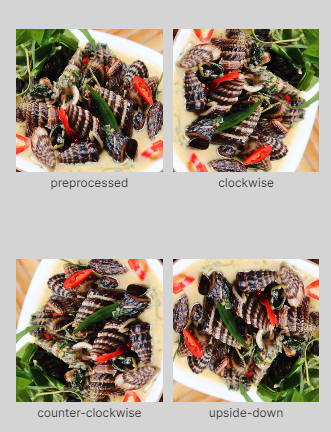 preprocessed
clockwise
counter-clockwise
upside-down